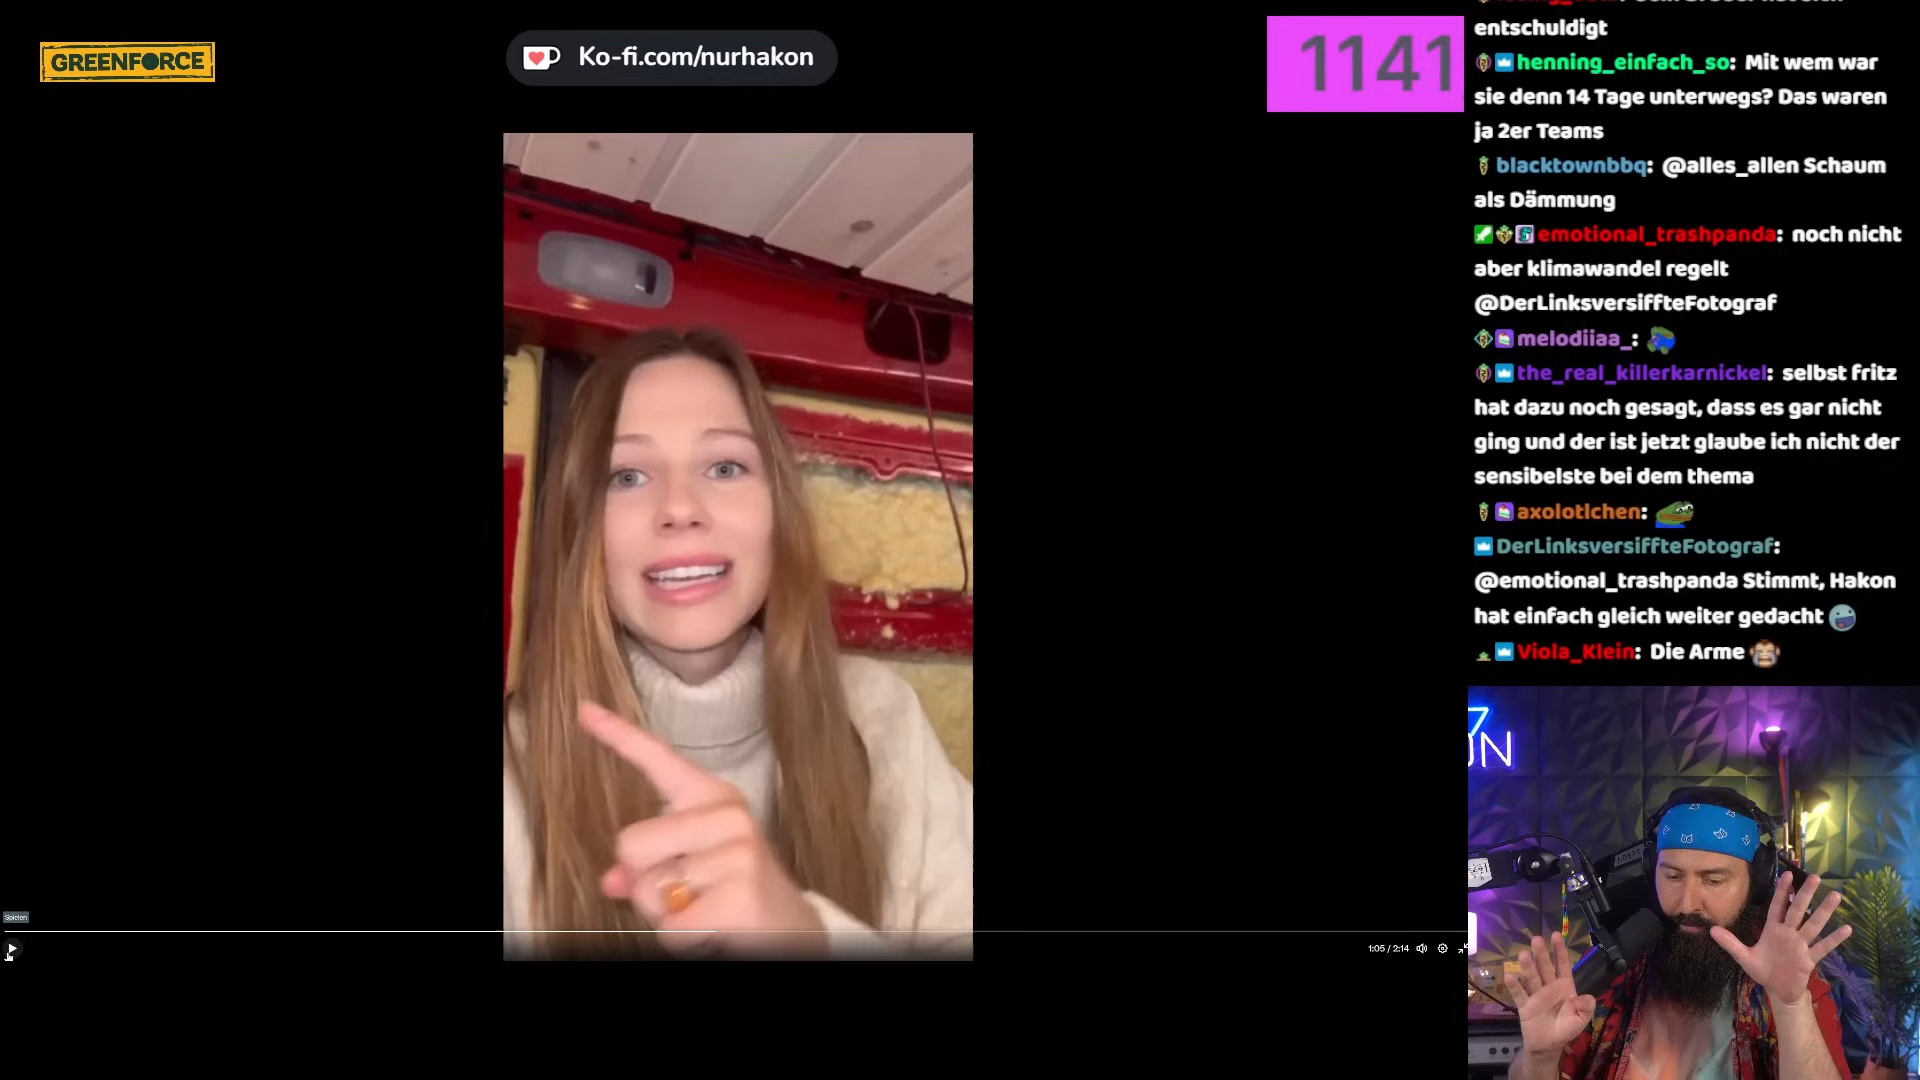 GREENFORCE
Ko-fi.com/nurhakon
1141
entschuldigt
henning_einfach_so: Mit wem war
sie denn 14 Tage unterwegs? Das waren
ja 2er Teams
blacktownbbq: @alles_allen Schaum
als Dämmung
emotional_trashpanda: noch nicht
aber klimawandel regelt
@DerLinksversiffteFotograf
melodiiaa_:
the_real_killerkarnickel: selbst fritz
hat dazu noch gesagt, dass es gar nicht
ging und der ist jetzt glaube ich nicht der
sensibelste bei dem thema
axolotlchen:
DerLinksversiffteFotograf:
@emotional_trashpanda Stimmt, Hakon
hat einfach gleich weiter gedacht
Viola_Klein: Die Arme
Spielen
1:05 / 2:14